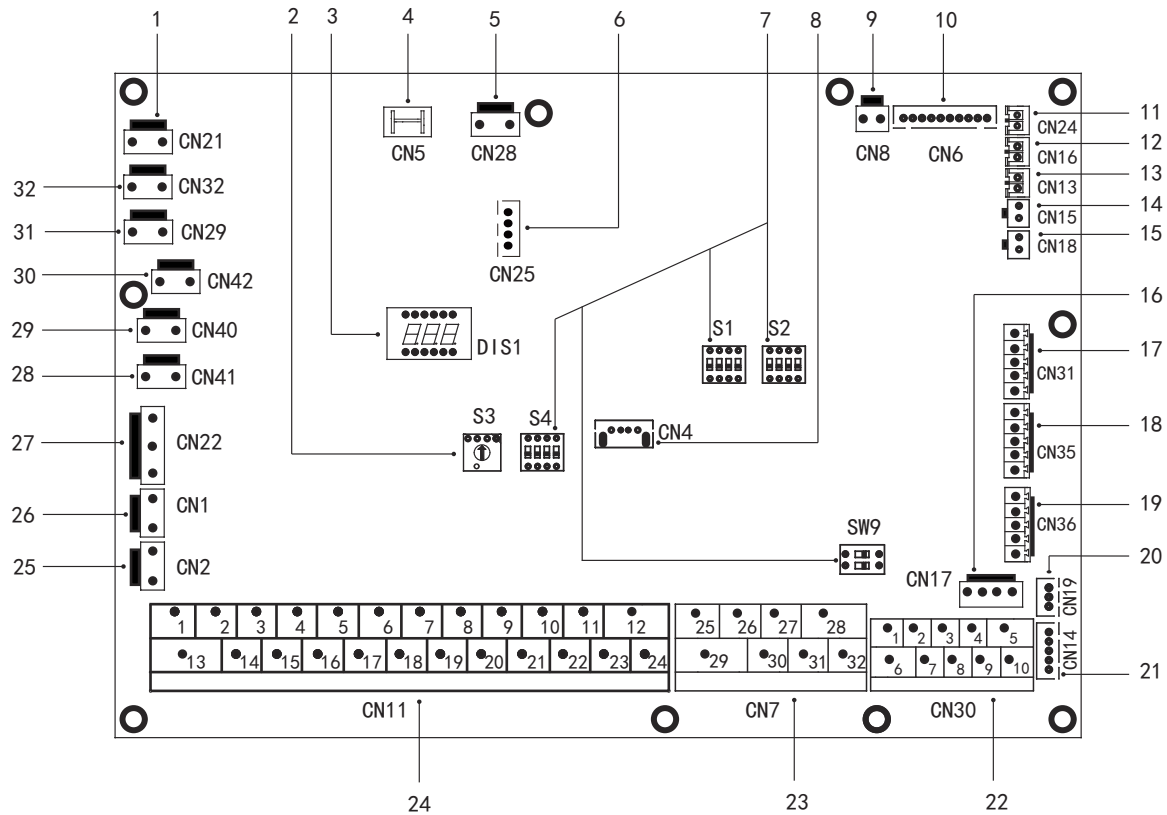 1 2 3 4 5 6 7 8 9 10
11
CN24
CN21 CN5 CN28 CN8 CN6
12
CN16
13
CN13
32 CN32
14
CN15
31 CN29
15
CN18
CN25
30 CN42
16
29 CN40 DIS1 S1 S2
17
CN31
28 CN41
S3 S4 CN4
18
27 CN22
CN35
26 CN1
19
CN36
SW9
20
25 CN2
CN17 CN19
1 2 3 4 5 6 7 8 9 10 11 12 25 26 27 28 1 2 3 4 5
CN14
13 14 15 16 17 18 19 20 21 22 23 24 29 30 31 32 6 7 8 9 10
21
CN11 CN7 CN30
24 23 22